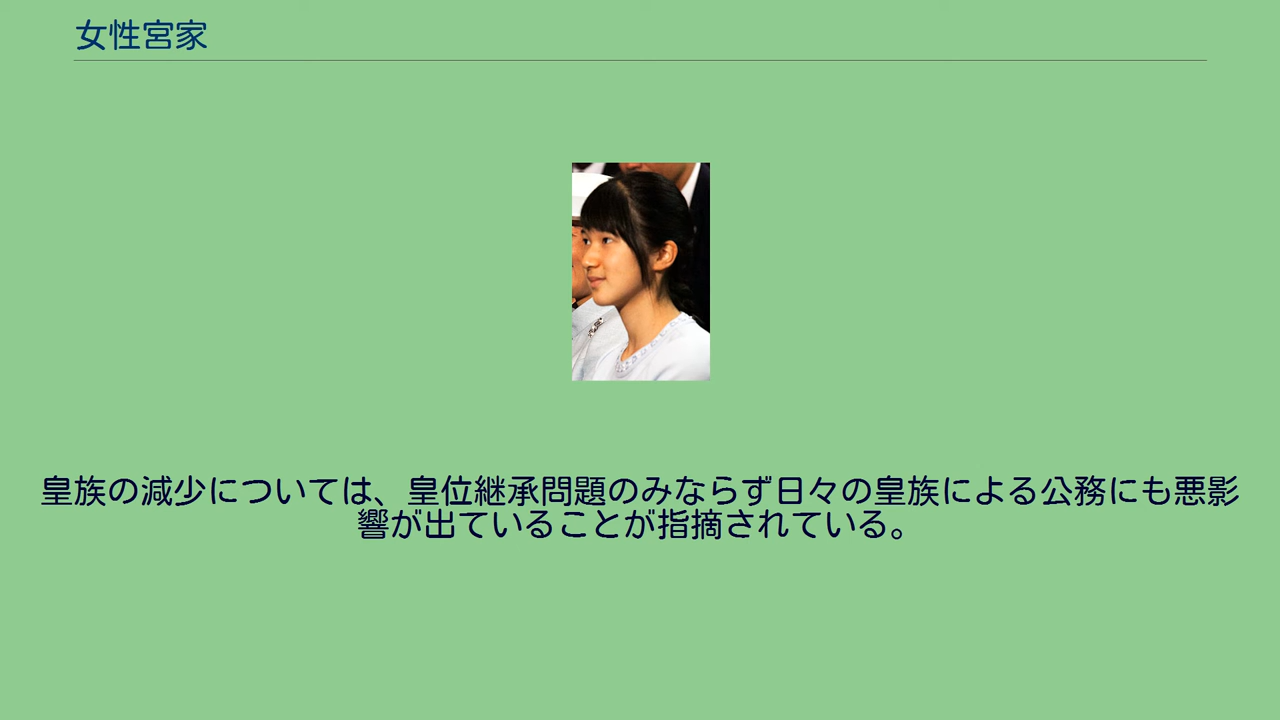 女性宮家
皇族の減少については、皇位継承問題のみならず日々の皇族による公務にも悪影
響が出ていることが指摘されている。